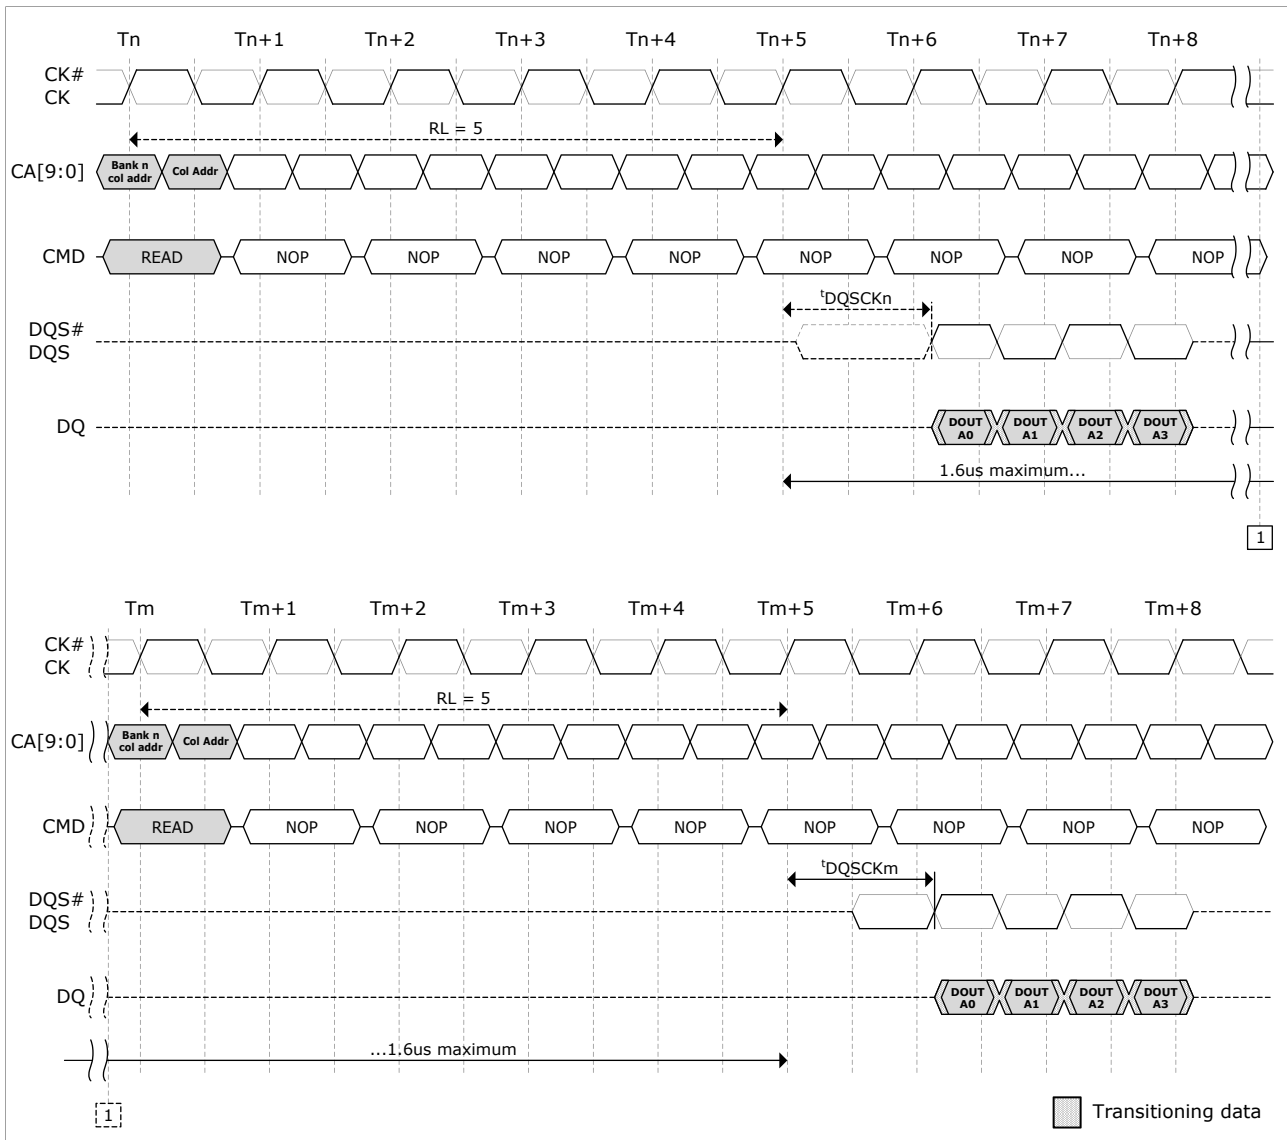 Tn Tn+1 Tn+2 Tn+3 Tn+4 Tn+5 Tn+6 Tn+7 Tn+8
CK#
CK
RL = 5
CA[9:0]
Bank n
col addr
Col Addr
CMD READ NOP NOP NOP NOP NOP NOP NOP NOP
tDQSCKn
DQS#
DQS
DQ
DOUT A0
DOUT A1
DOUT A2
DOUT A3
1.6us maximum...
1
Tm Tm+1 Tm+2 Tm+3 Tm+4 Tm+5 Tm+6 Tm+7 Tm+8
CK#
CK
RL = 5
CA[9:0]
Bank n
col addr
Col Addr
CMD READ NOP NOP NOP NOP NOP NOP NOP NOP
tDQSCKm
DQS#
DQS
DQ
DOUT A0
DOUT A1
DOUT A2
DOUT A3
...1.6us maximum
1
Transitioning data